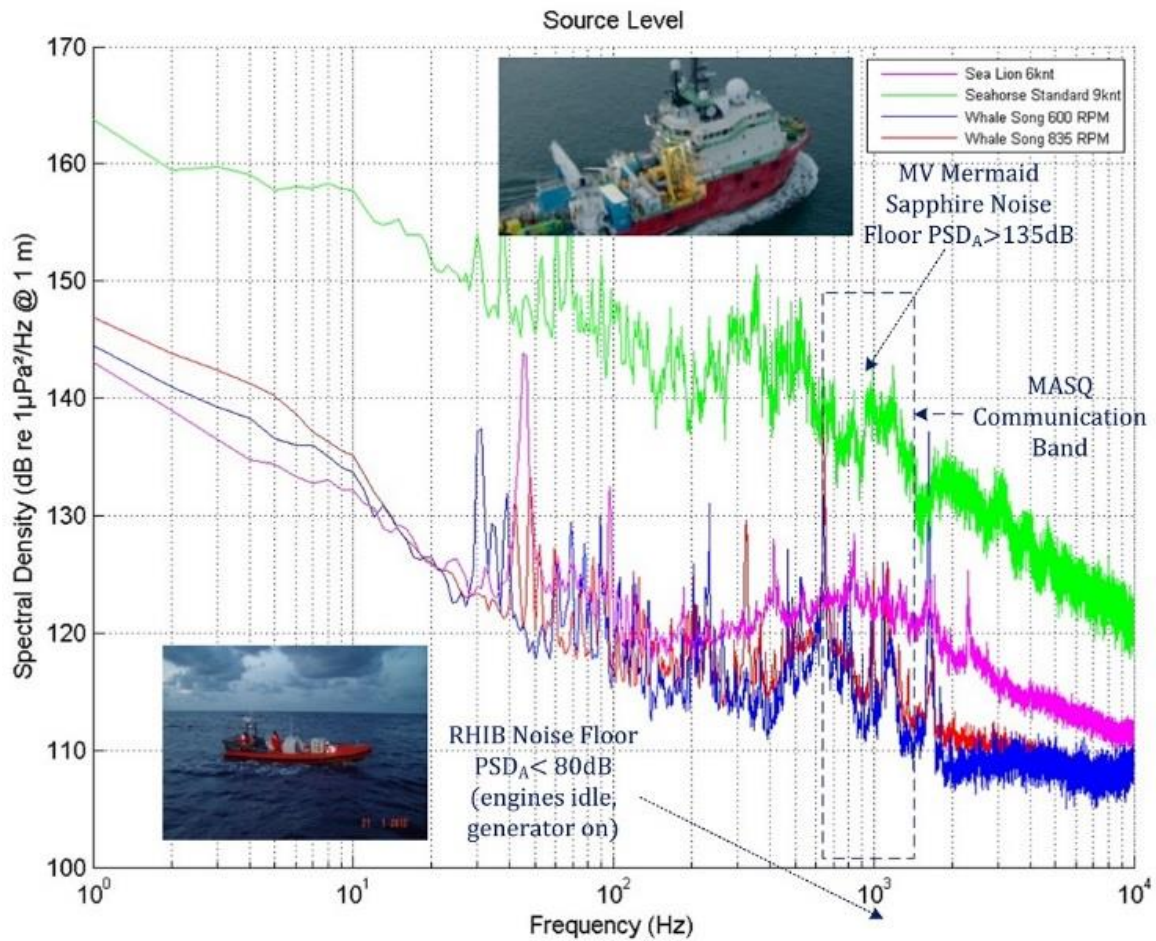 Source Level
170
160
150
140
130
120
110
100
Spectral Density (dB re 1µPa²/Hz @ 1 m)
Sea Lion 6knt
Seahorse Standard 9knt
Whale Song 600 RPM
Whale Song 835 RPM
MV Mermaid
Sapphire Noise
Floor PSD_A>135dB
MASQ
Communication
Band
RHIB Noise Floor
PSD_A< 80dB
(engines idle,
generator on)
10⁰
10¹
10²
10³
10⁴
Frequency (Hz)